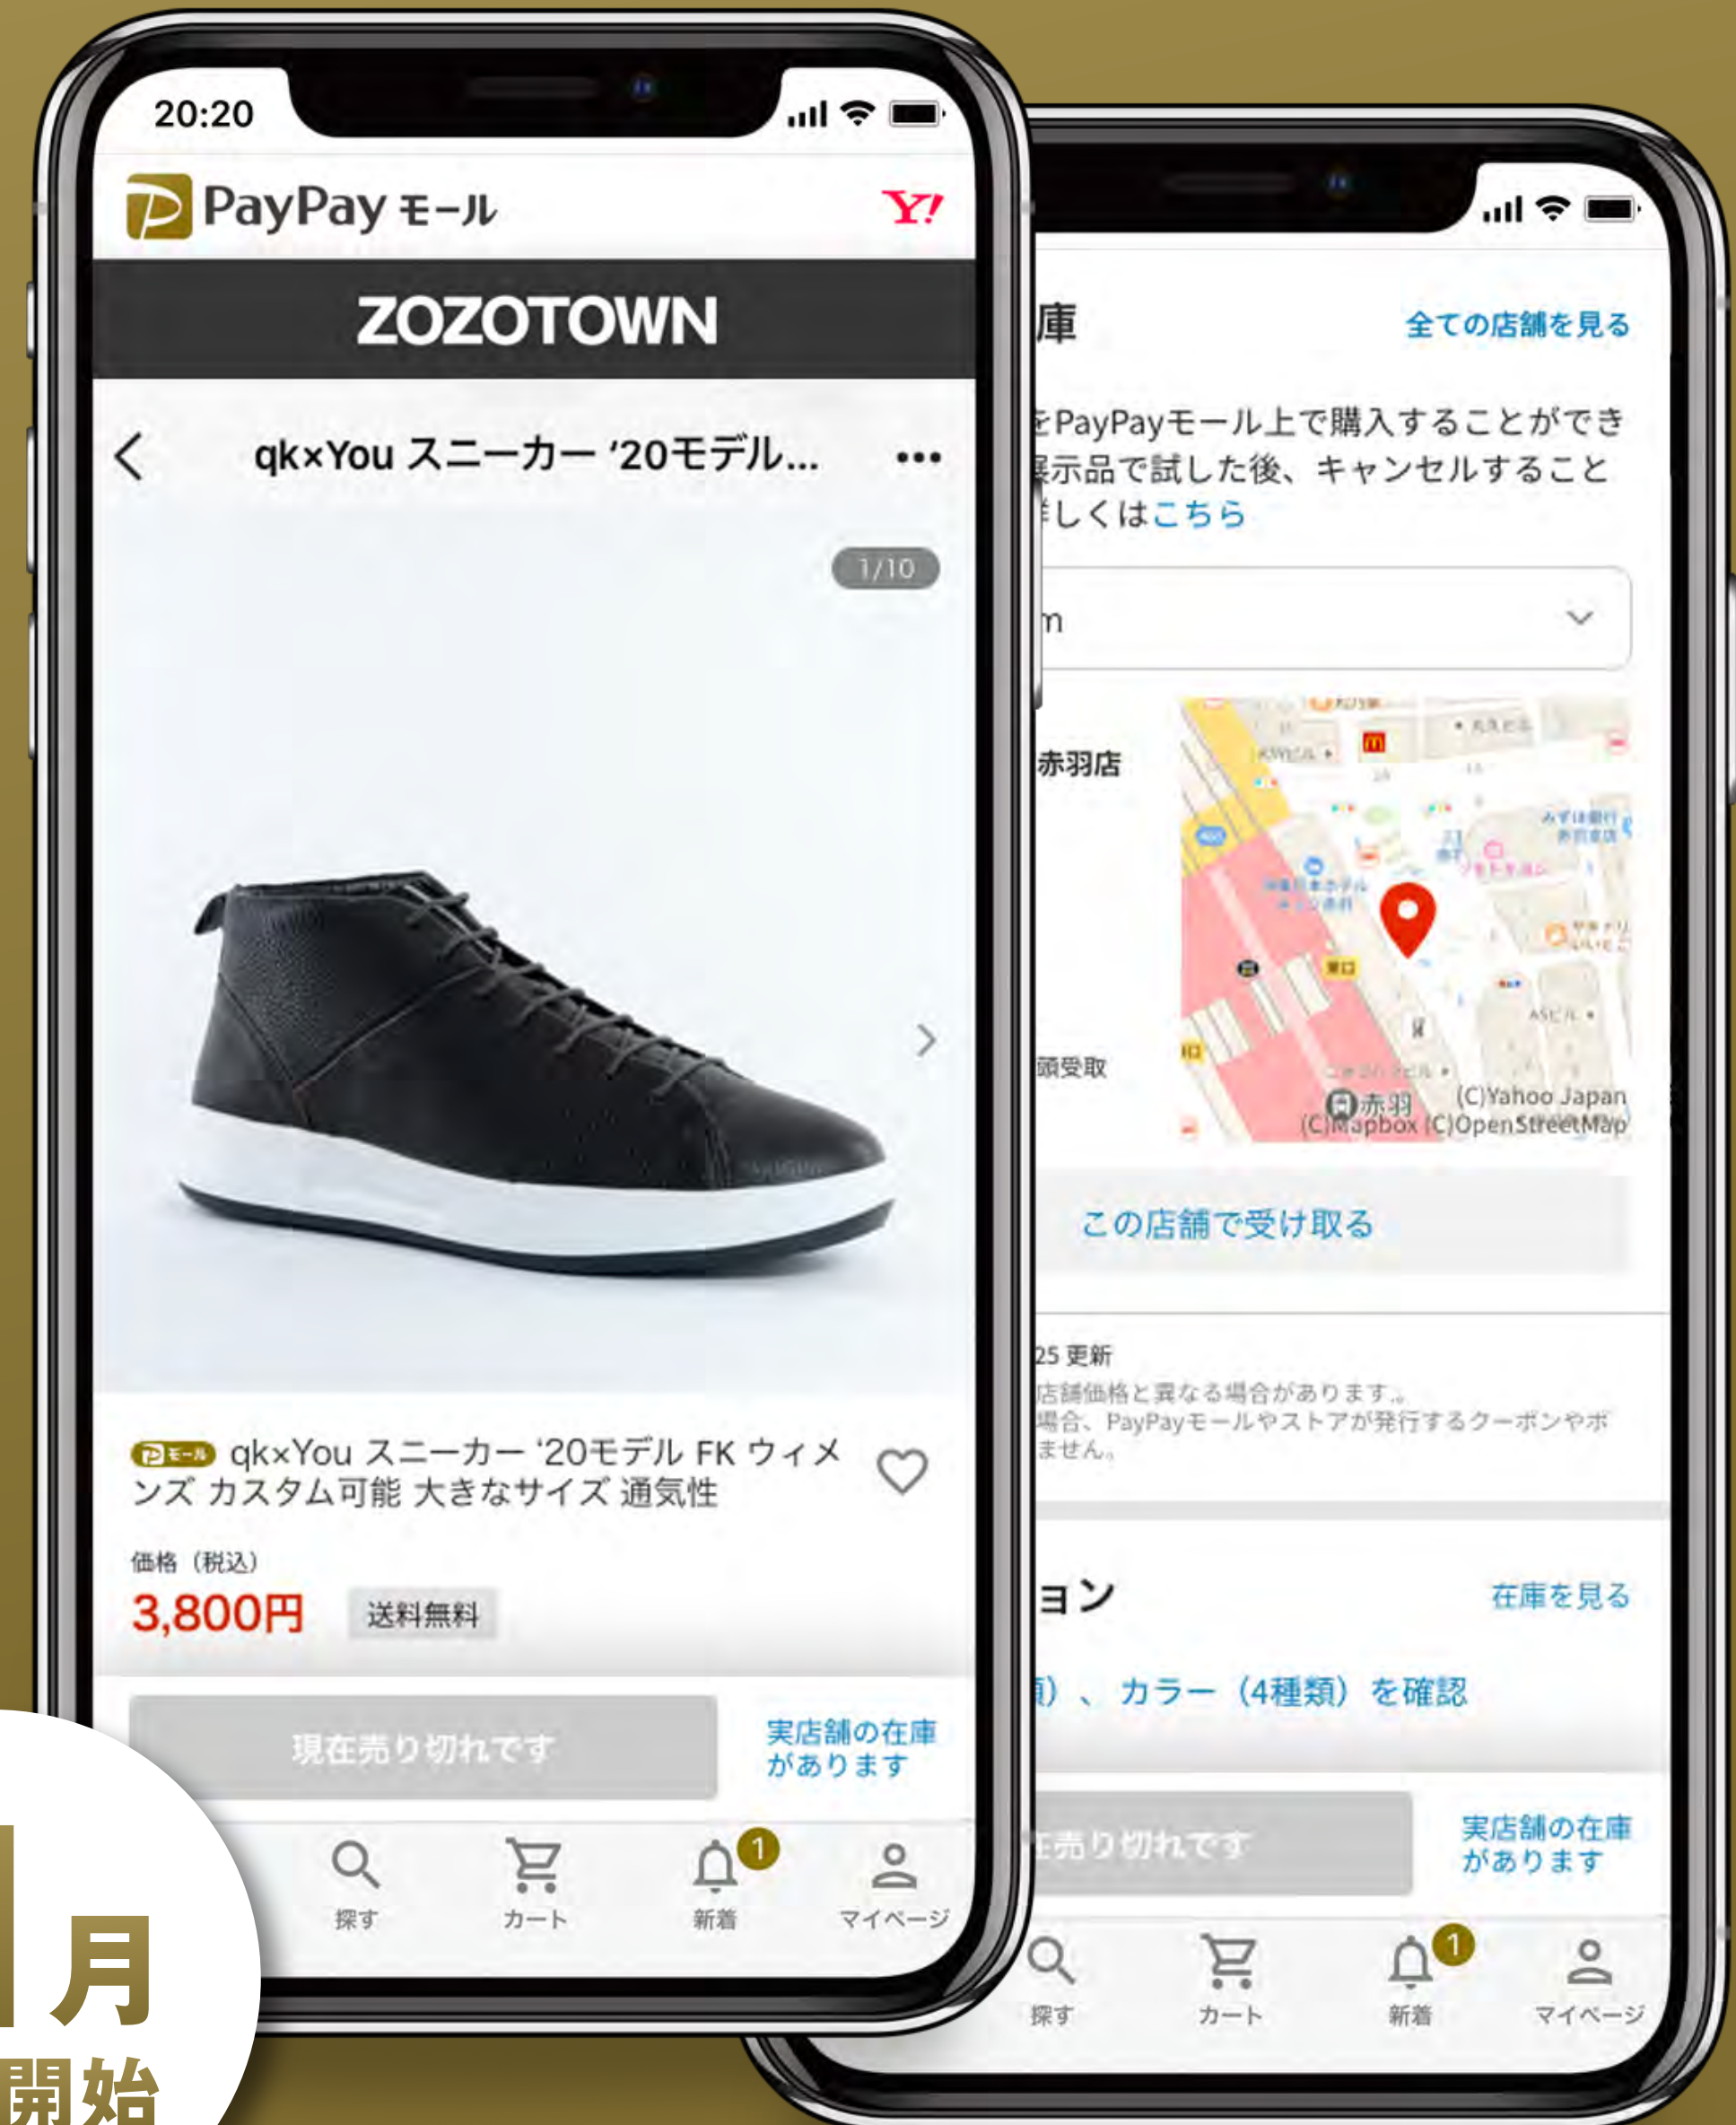 20:20
PayPay モール
Y!
ZOZOTOWN
qk×You スニーカー ‘20モデル...
1/10
モール qk×You スニーカー ‘20モデル FK ウィメ
ンズ カスタム可能 大きなサイズ 通気性
価格（税込）
3,800円 送料無料
現在売り切れです
実店舗の在庫
があります
探す
カート
新着
1
マイページ
庫
全ての店舗を見る
をPayPayモール上で購入することができ
展示品で試した後、キャンセルすること
しくはこちら
m
赤羽店
頭受取
東口
ASビル
赤羽
(C)Yahoo Japan
(C)Mapbox (C)OpenStreetMap
この店舗で受け取る
25 更新
店舗価格と異なる場合があります。
場合、PayPayモールやストアが発行するクーポンやポ
ません。
ョン
在庫を見る
）、カラー（4種類）を確認
売り切れです
実店舗の在庫
があります
探す
カート
新着
1
マイページ
月
開始